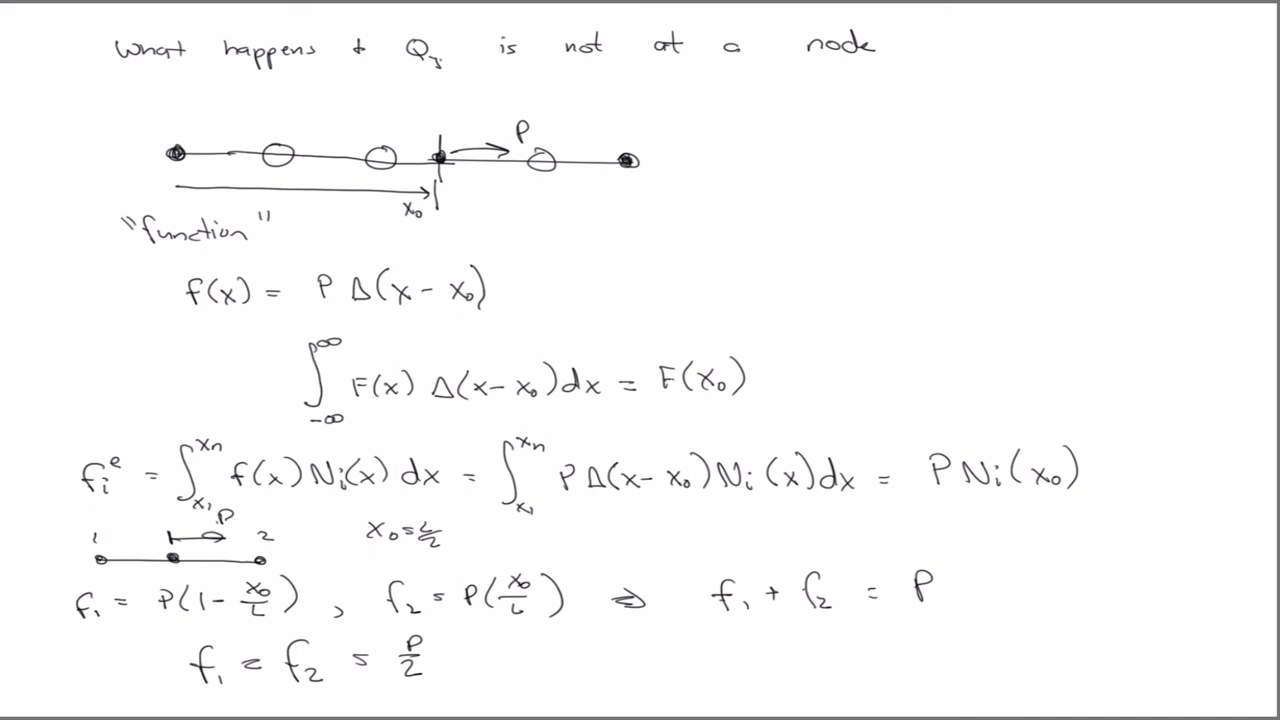 What happens if Q_I is not at a node
P
x₀
"function"
f(x) = P Δ(x - x₀)
∫_{-∞}^{∞} F(x) Δ(x - x₀) dx = F(x₀)
f_i^e = ∫_{x₁}^{xₙ} f(x) N_i(x) dx = ∫_{x₁}^{xₙ} P Δ(x - x₀) N_i(x) dx = P N_i(x₀)
P
1 2 x₀ = L/2
f₁ = P(1 - x₀/L) , f₂ = P(x₀/L) ⇒ f₁ + f₂ = P
f₁ = f₂ = P/2